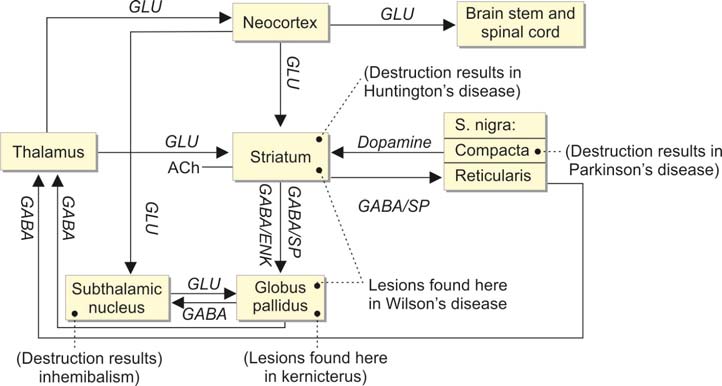 GLU
Neocortex
GLU
Brain stem and
spinal cord
GLU
(Destruction results in
Huntington's disease)
Thalamus
GLU
ACh
Striatum
Dopamine
S. nigra:
Compacta
Reticularis
(Destruction results in
Parkinson's disease)
GABA
GABA
GLU
GABA/ENK
GABA/SP
GABA/SP
Subthalamic
nucleus
GLU
GABA
Globus
pallidus
Lesions found here
in Wilson's disease
(Destruction results)
inhemibalism)
(Lesions found here
in kernicterus)